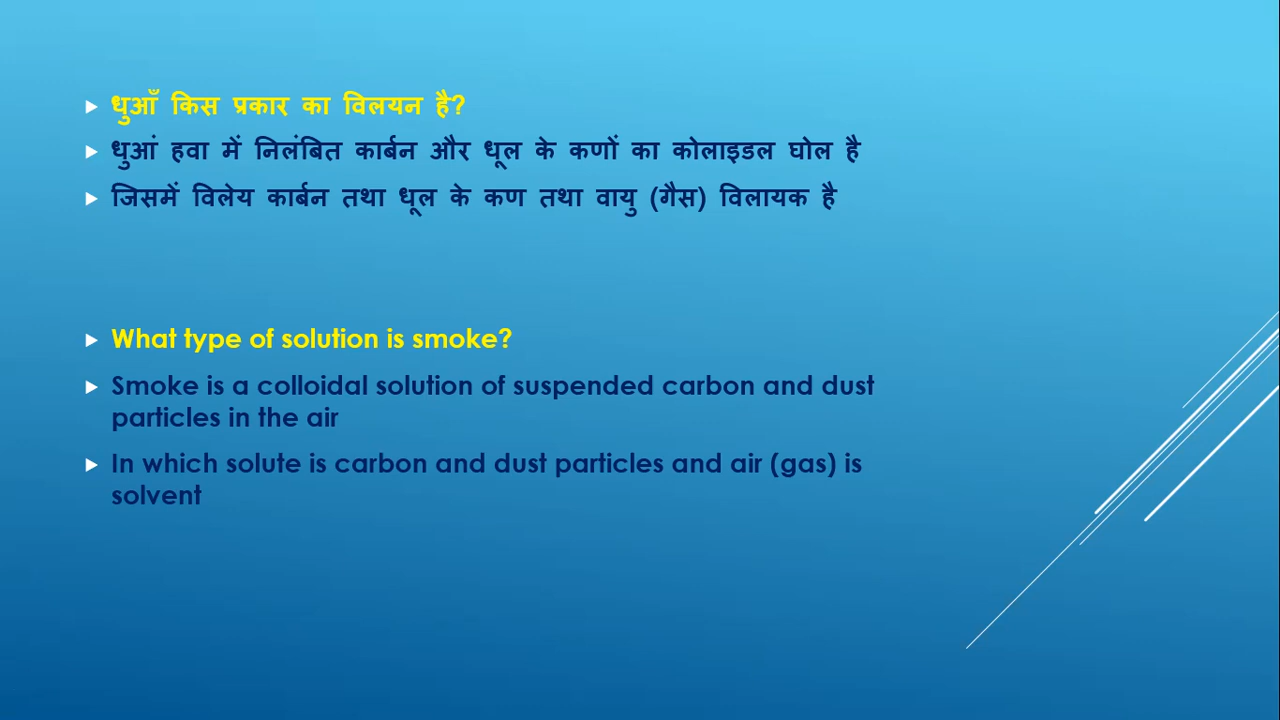 धुआँ किस प्रकार का विलयन है?
धुआं हवा में निलंबित कार्बन और धूल के कणों का कोलाइडल घोल है
जिसमें विलेय कार्बन तथा धूल के कण तथा वायु (गैस) विलायक है
What type of solution is smoke?
Smoke is a colloidal solution of suspended carbon and dust
particles in the air
In which solute is carbon and dust particles and air (gas) is
solvent